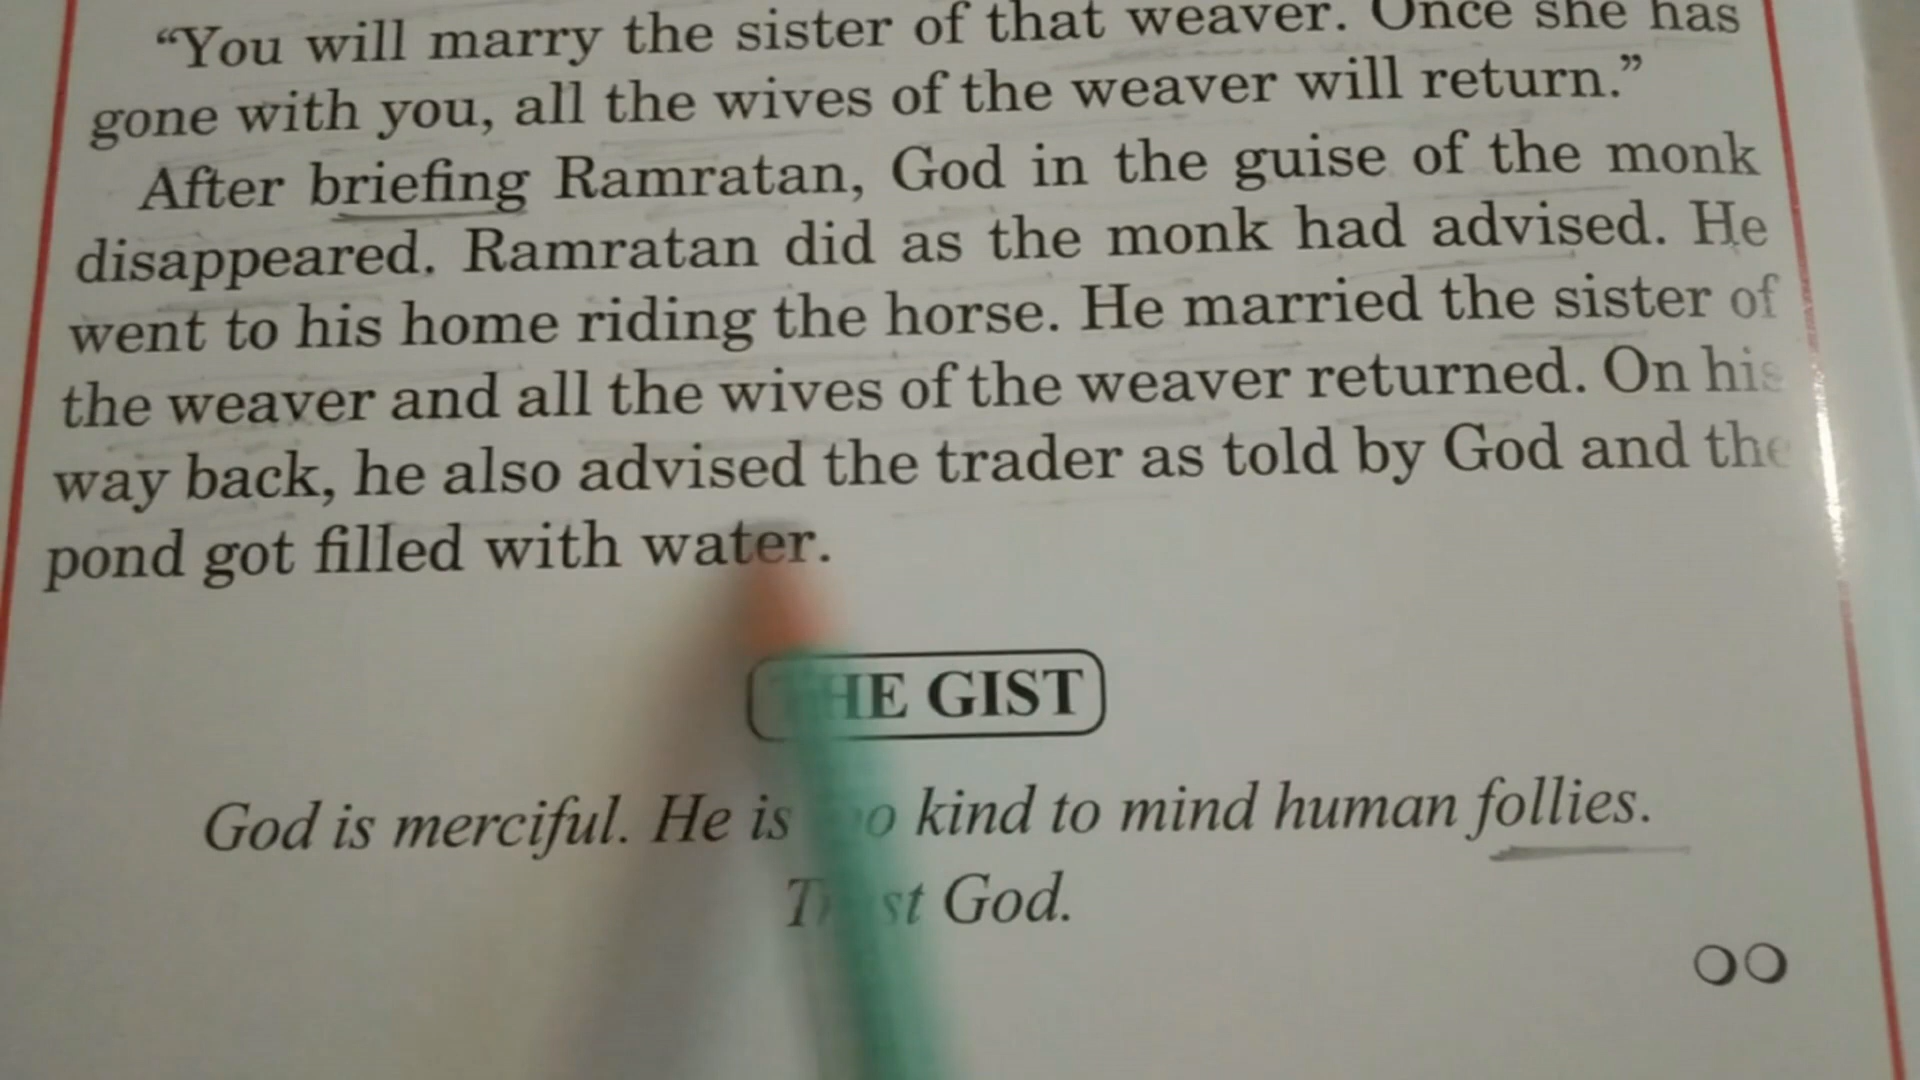 “You will marry the sister of that weaver. Once she has
gone with you, all the wives of the weaver will return.”
After briefing Ramratan, God in the guise of the monk
disappeared. Ramratan did as the monk had advised. He
went to his home riding the horse. He married the sister of
the weaver and all the wives of the weaver returned. On his
way back, he also advised the trader as told by God and the
pond got filled with water.
THE GIST
God is merciful. He is too kind to mind human follies.
Trust God.